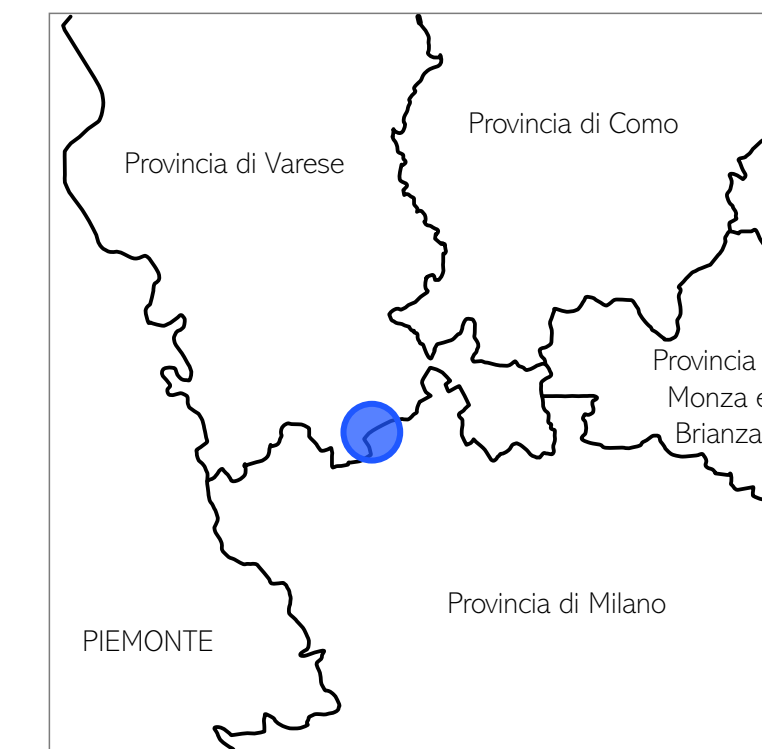 Provincia di Como
Provincia di Varese
Provincia
Monza e
Brianza
Provincia di Milano
PIEMONTE